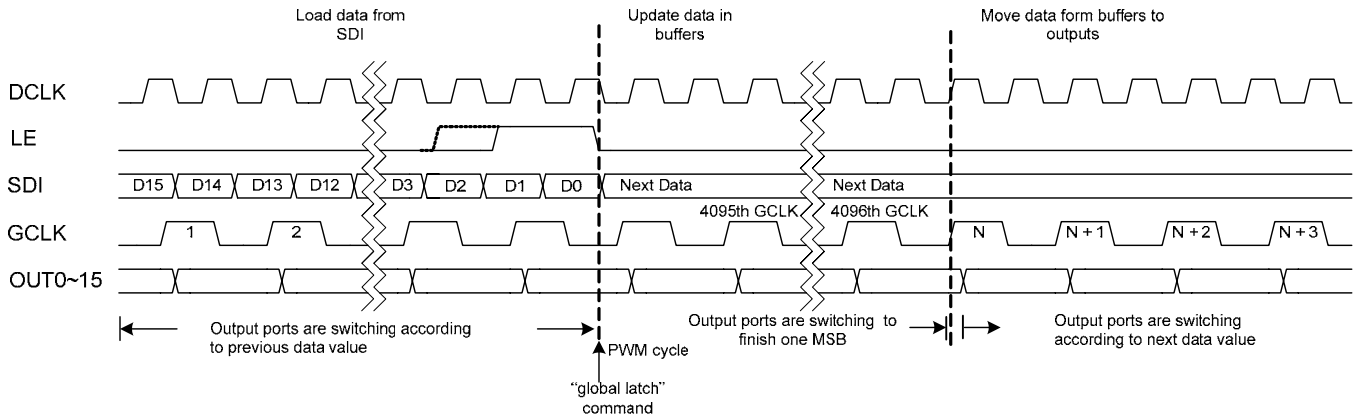 Load data from
SDI
Update data in
buffers
Move data form buffers to
outputs
DCLK
LE
SDI
D15 D14 D13 D12 D3 D2 D1 D0 Next Data Next Data
4095th GCLK 4096th GCLK
GCLK
1 2 N N + 1 N + 2 N + 3
OUT0~15
Output ports are switching according
to previous data value
Output ports are switching to
finish one MSB
Output ports are switching
according to next data value
PWM cycle
“global latch”
command